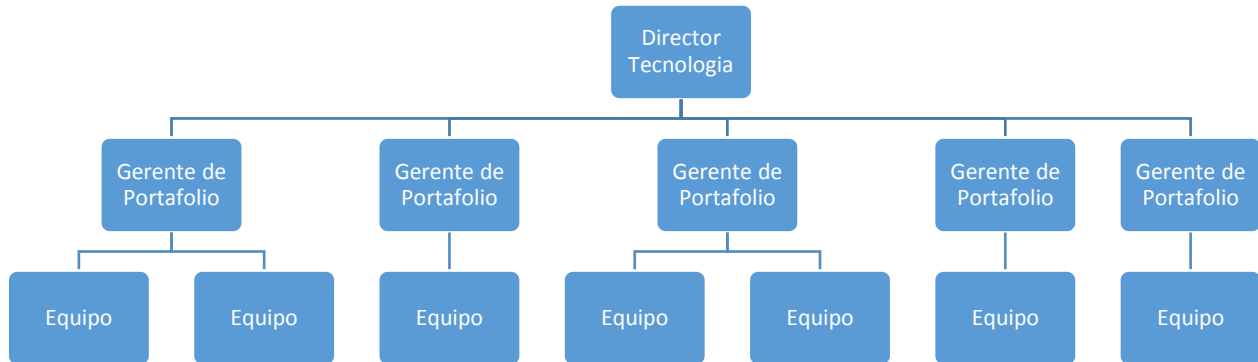 Director
Tecnologia
Gerente de
Portafolio
Gerente de
Portafolio
Gerente de
Portafolio
Gerente de
Portafolio
Gerente de
Portafolio
Equipo
Equipo
Equipo
Equipo
Equipo
Equipo
Equipo